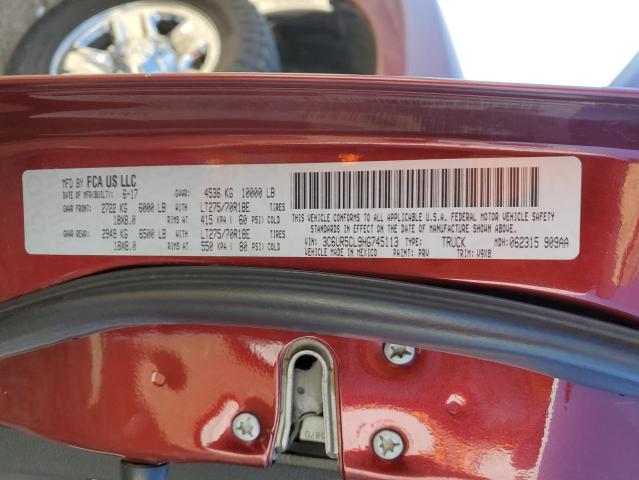 MFD BY FCA US LLC
DATE OF MFR(BUILT): 6-17 GVWR: 4536 KG 10000 LB
GAWR FRONT: 2722 KG 6000 LB WITH LT275/70R18E TIRES
18X8.0 RIMS AT 415 KPA ( 60 PSI) COLD
GAWR REAR: 2949 KG 6500 LB WITH LT275/70R18E TIRES
18X8.0 RIMS AT 550 KPA ( 80 PSI) COLD
THIS VEHICLE CONFORMS TO ALL APPLICABLE U.S.A. FEDERAL MOTOR VEHICLE SAFETY
STANDARDS IN EFFECT ON THE DATE OF MANUFACTURE SHOWN ABOVE.
VIN: 3C6UR5CL9HG745113 TYPE: TRUCK MDH: 062315 909AA
VEHICLE MADE IN MEXICO PAINT: PRV TRIM: V9X8